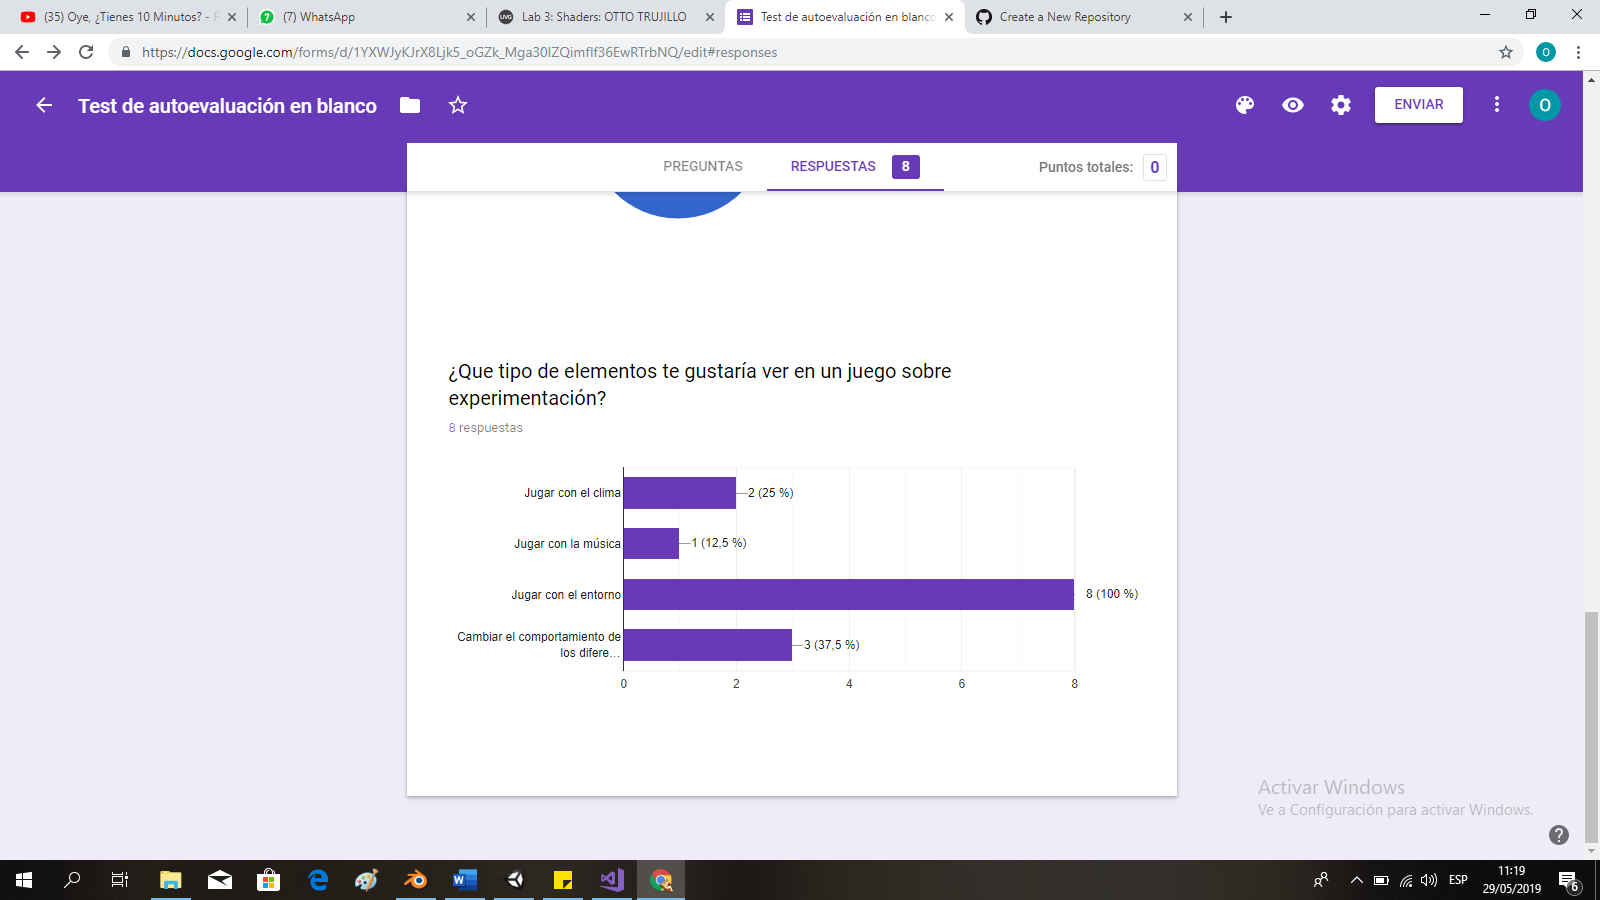 (35) Oye, ¿Tienes 10 Minutos? - F
(7) WhatsApp
UVG
Lab 3: Shaders: OTTO TRUJILLO
Test de autoevaluación en blanco
Create a New Repository
https://docs.google.com/forms/d/1YXWJyKJrX8Ljk5_oGZk_Mga30IZQimfIf36EwRTrbNQ/edit#responses
O
Test de autoevaluación en blanco
ENVIAR
O
PREGUNTAS
RESPUESTAS
8
Puntos totales:
0
¿Que tipo de elementos te gustaría ver en un juego sobre
experimentación?
8 respuestas
Jugar con el clima
2 (25 %)
Jugar con la música
1 (12,5 %)
Jugar con el entorno
8 (100 %)
Cambiar el comportamiento de
los difere...
3 (37,5 %)
0 2 4 6 8
Activar Windows
Ve a Configuración para activar Windows.
ESP
11:19
29/05/2019
6